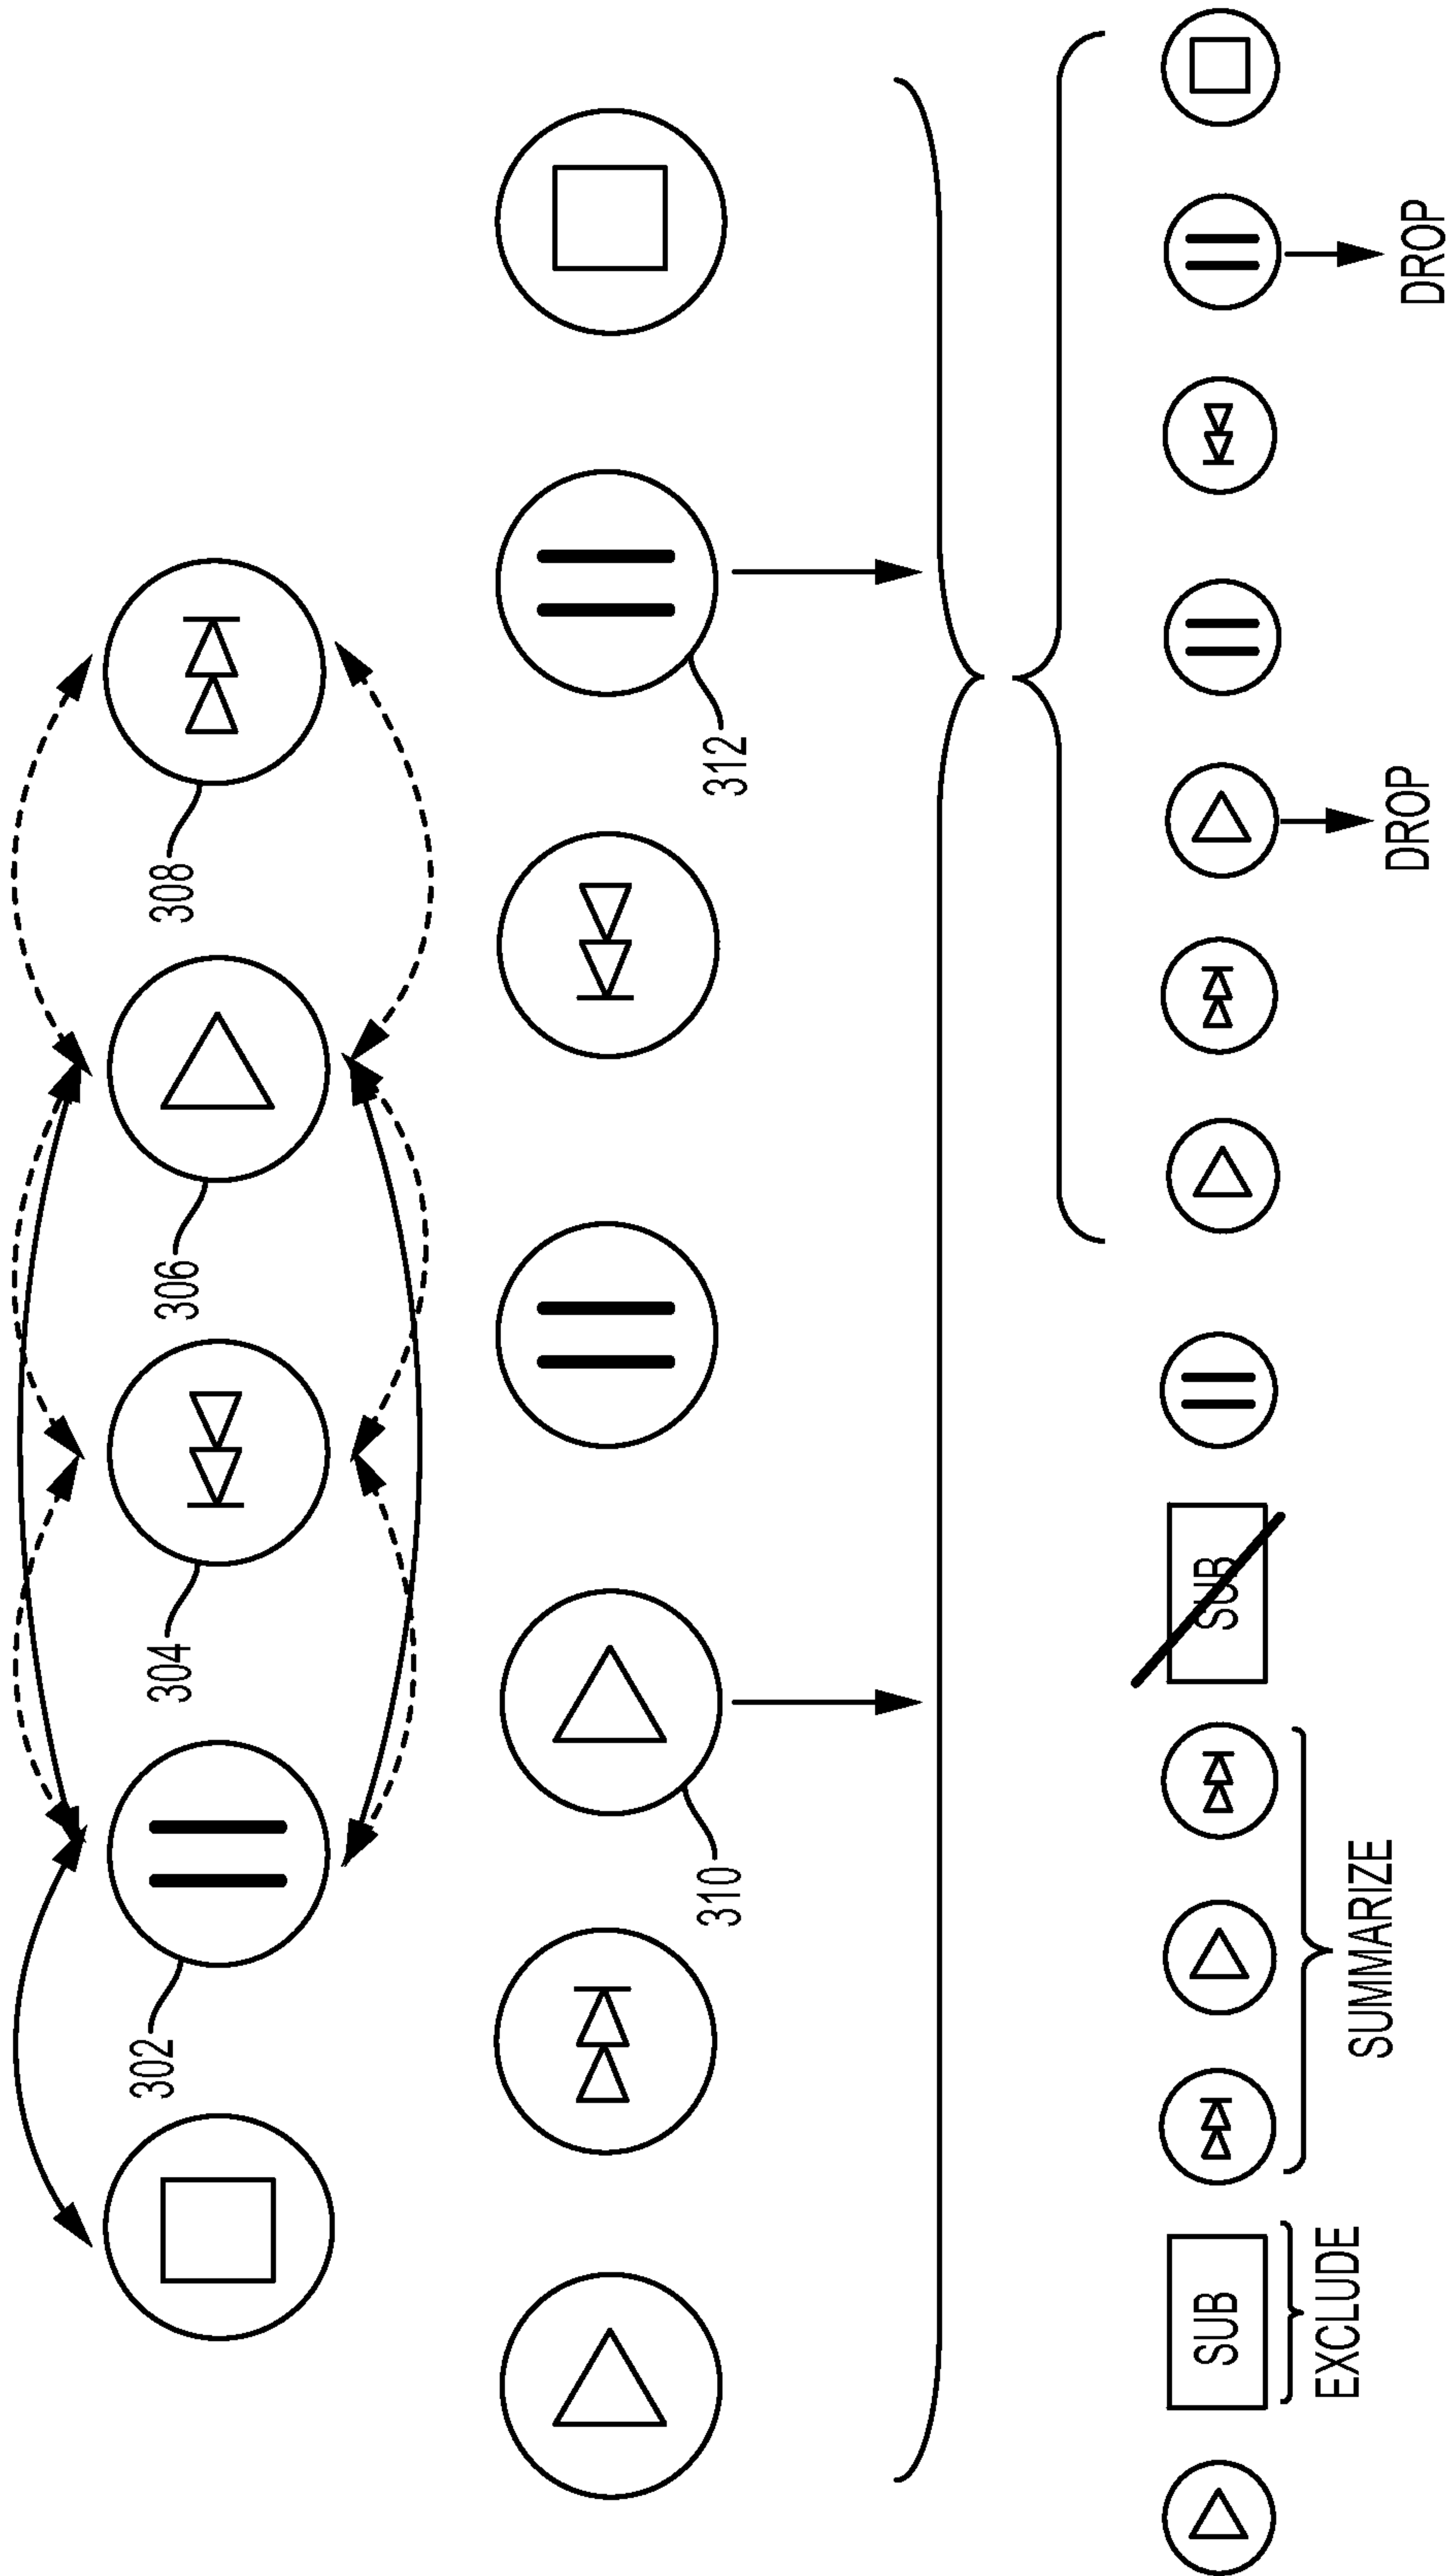 302
304
306
308
310
312
SUB
EXCLUDE
SUMMARIZE
SUB
DROP
DROP